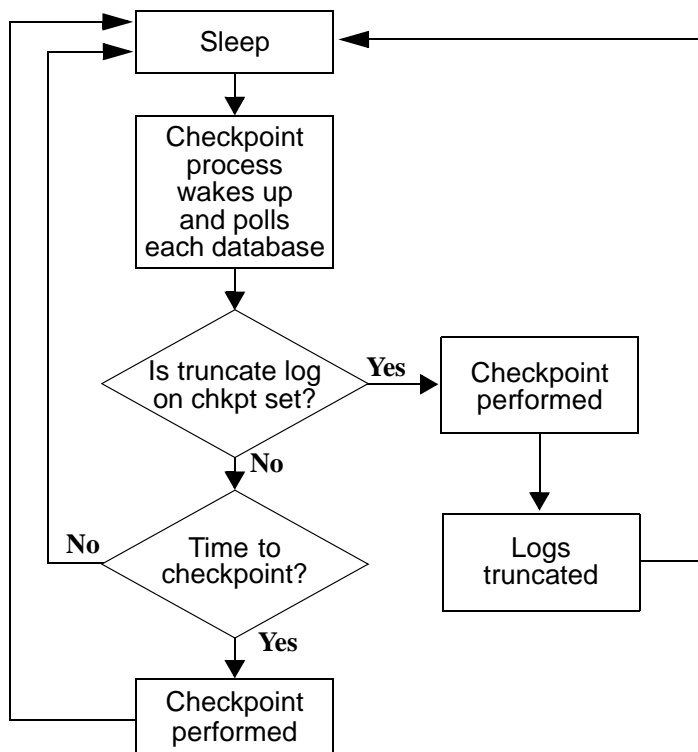 Sleep
Checkpoint
process
wakes up
and polls
each database
Is truncate log
on chkpt set?
Yes
Checkpoint
performed
No
Logs
truncated
No
Time to
checkpoint?
Yes
Checkpoint
performed